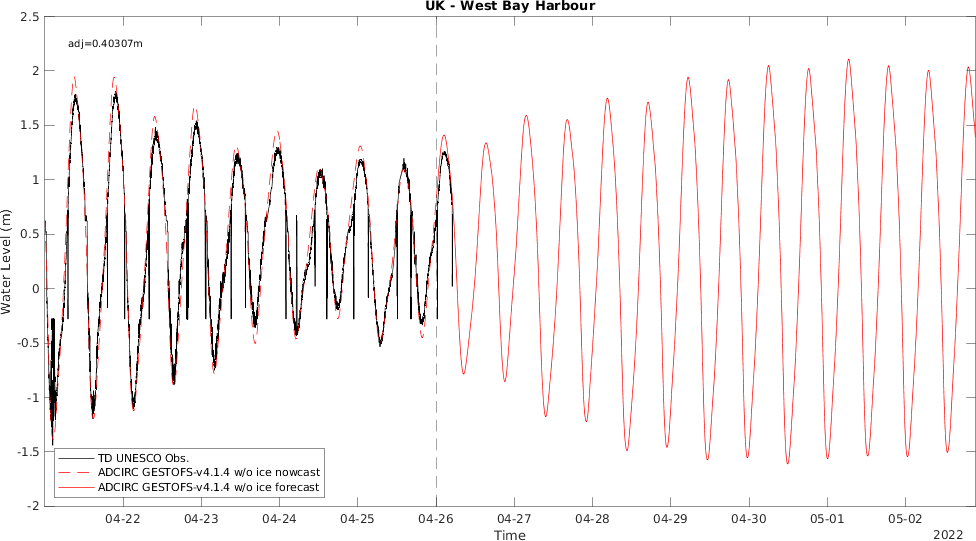 UK - West Bay Harbour
adj=0.40307m
2.5
2
1.5
1
0.5
0
-0.5
-1
-1.5
-2
Water Level (m)
TD UNESCO Obs.
ADCIRC GESTOFS-v4.1.4 w/o ice nowcast
ADCIRC GESTOFS-v4.1.4 w/o ice forecast
04-22 04-23 04-24 04-25 04-26 04-27 04-28 04-29 04-30 05-01 05-02
Time
2022